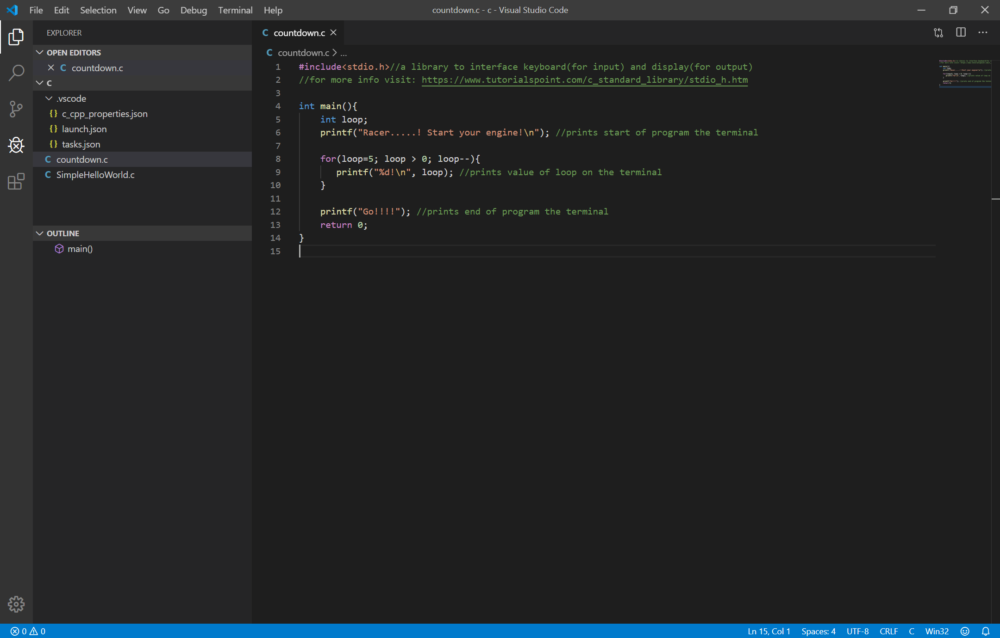 File Edit Selection View Go Debug Terminal Help
countdown.c - c - Visual Studio Code
EXPLORER
OPEN EDITORS
C countdown.c
C
.vscode
{} c_cpp_properties.json
{} launch.json
{} tasks.json
C countdown.c
C SimpleHelloWorld.c
OUTLINE
main()
C countdown.c
C countdown.c > ...
1 #include<stdio.h>//a library to interface keyboard(for input) and display(for output)
2 //for more info visit: https://www.tutorialspoint.com/c_standard_library/stdio_h.htm
3
4 int main(){
5 int loop;
6 printf("Racer.....! Start your engine!\n"); //prints start of program the terminal
7
8 for(loop=5; loop > 0; loop--){
9 printf("%d!\n", loop); //prints value of loop on the terminal
10 }
11
12 printf("Go!!!!"); //prints end of program the terminal
13 return 0;
14 }
15
0 0
Ln 15, Col 1 Spaces: 4 UTF-8 CRLF C Win32